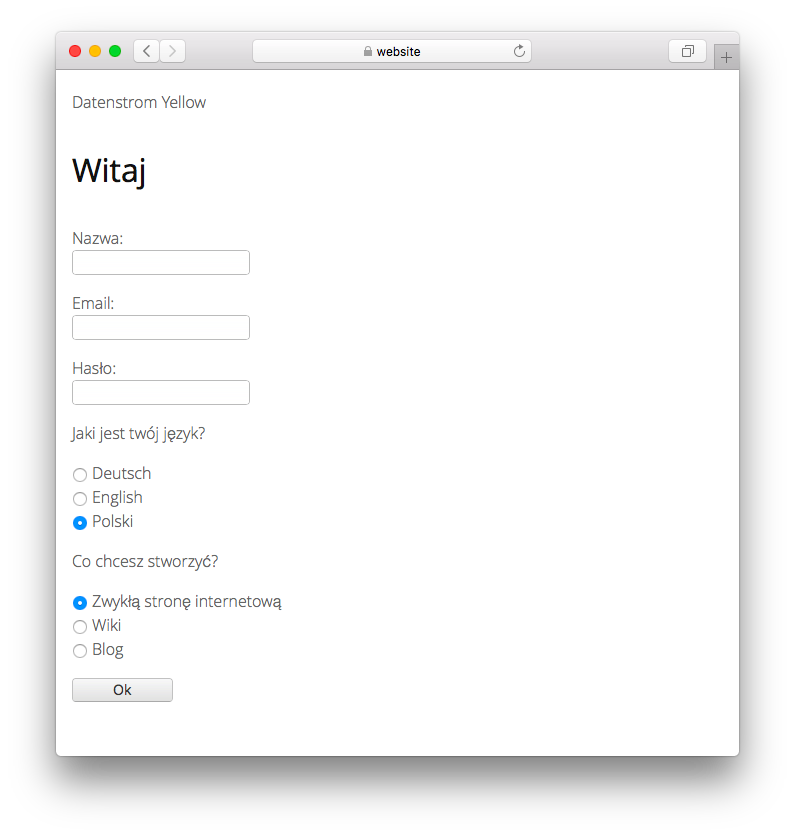 website
Datenstrom Yellow
Witaj
Nazwa:
Email:
Hasło:
Jaki jest twój język?
Deutsch
English
Polski
Co chcesz stworzyć?
Zwykłą stronę internetową
Wiki
Blog
Ok